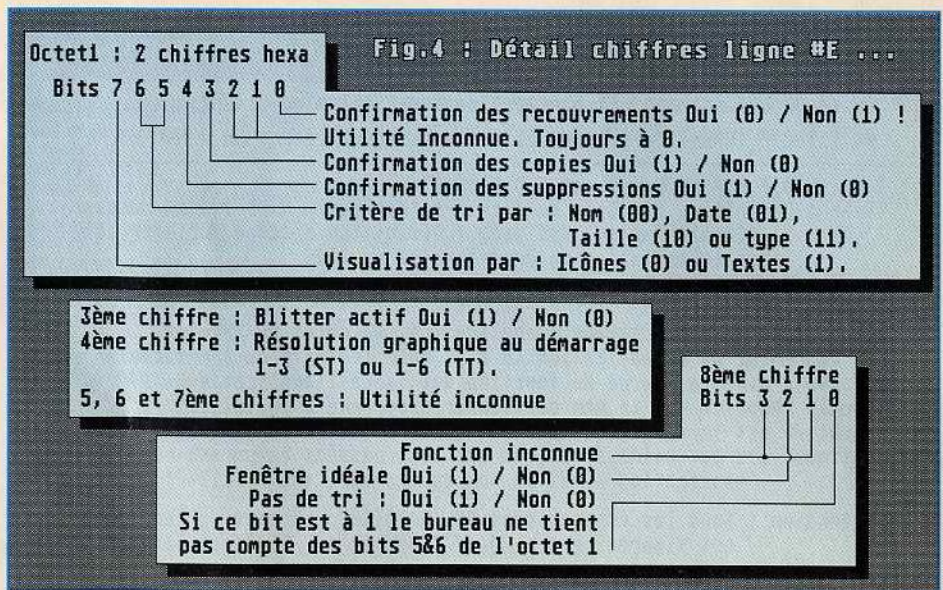 Fig.4 : Détail chiffres ligne #E ...
Octet1 : 2 chiffres hexa
Bits 7 6 5 4 3 2 1 0
Confirmation des recouvrements Oui (0) / Non (1) !
Utilité Inconnue. Toujours à 0.
Confirmation des copies Oui (1) / Non (0)
Confirmation des suppressions Oui (1) / Non (0)
Critère de tri par : Nom (00), Date (01),
Taille (10) ou type (11).
Visualisation par : Icônes (0) ou Textes (1).
3ème chiffre : Blitter actif Oui (1) / Non (0)
4ème chiffre : Résolution graphique au démarrage
1-3 (ST) ou 1-6 (TT).
5, 6 et 7ème chiffres : Utilité inconnue
8ème chiffre
Bits 3 2 1 0
Fonction inconnue
Fenêtre idéale Oui (1) / Non (0)
Pas de tri : Oui (1) / Non (0)
Si ce bit est à 1 le bureau ne tient
pas compte des bits 5&6 de l'octet 1